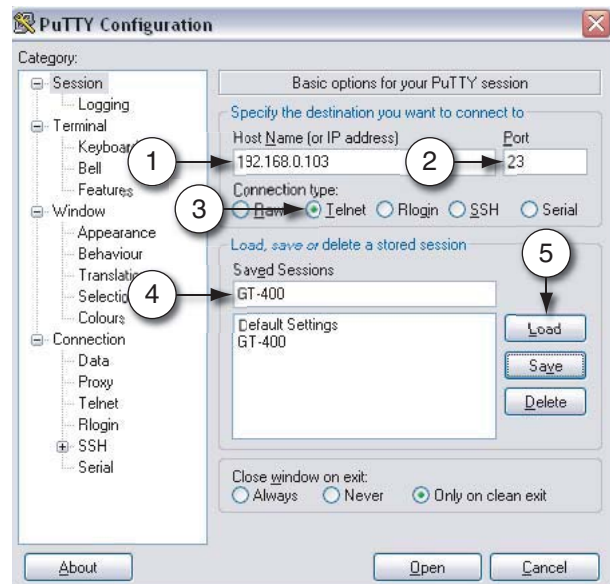 PuTTY Configuration
Category:
Session
Logging
Terminal
Keyboard
Bell
Features
Window
Appearance
Behaviour
Translation
Selection
Colours
Connection
Data
Proxy
Telnet
Rlogin
SSH
Serial
Basic options for your PuTTY session
Specify the destination you want to connect to
Host Name (or IP address) Port
1 192.168.0.103 2 23
Connection type:
3 Raw Telnet Rlogin SSH Serial
Load, save or delete a stored session
5
Saved Sessions
4 GT-400
Default Settings
GT-400
Load
Save
Delete
Close window on exit:
Always Never Only on clean exit
About Open Cancel